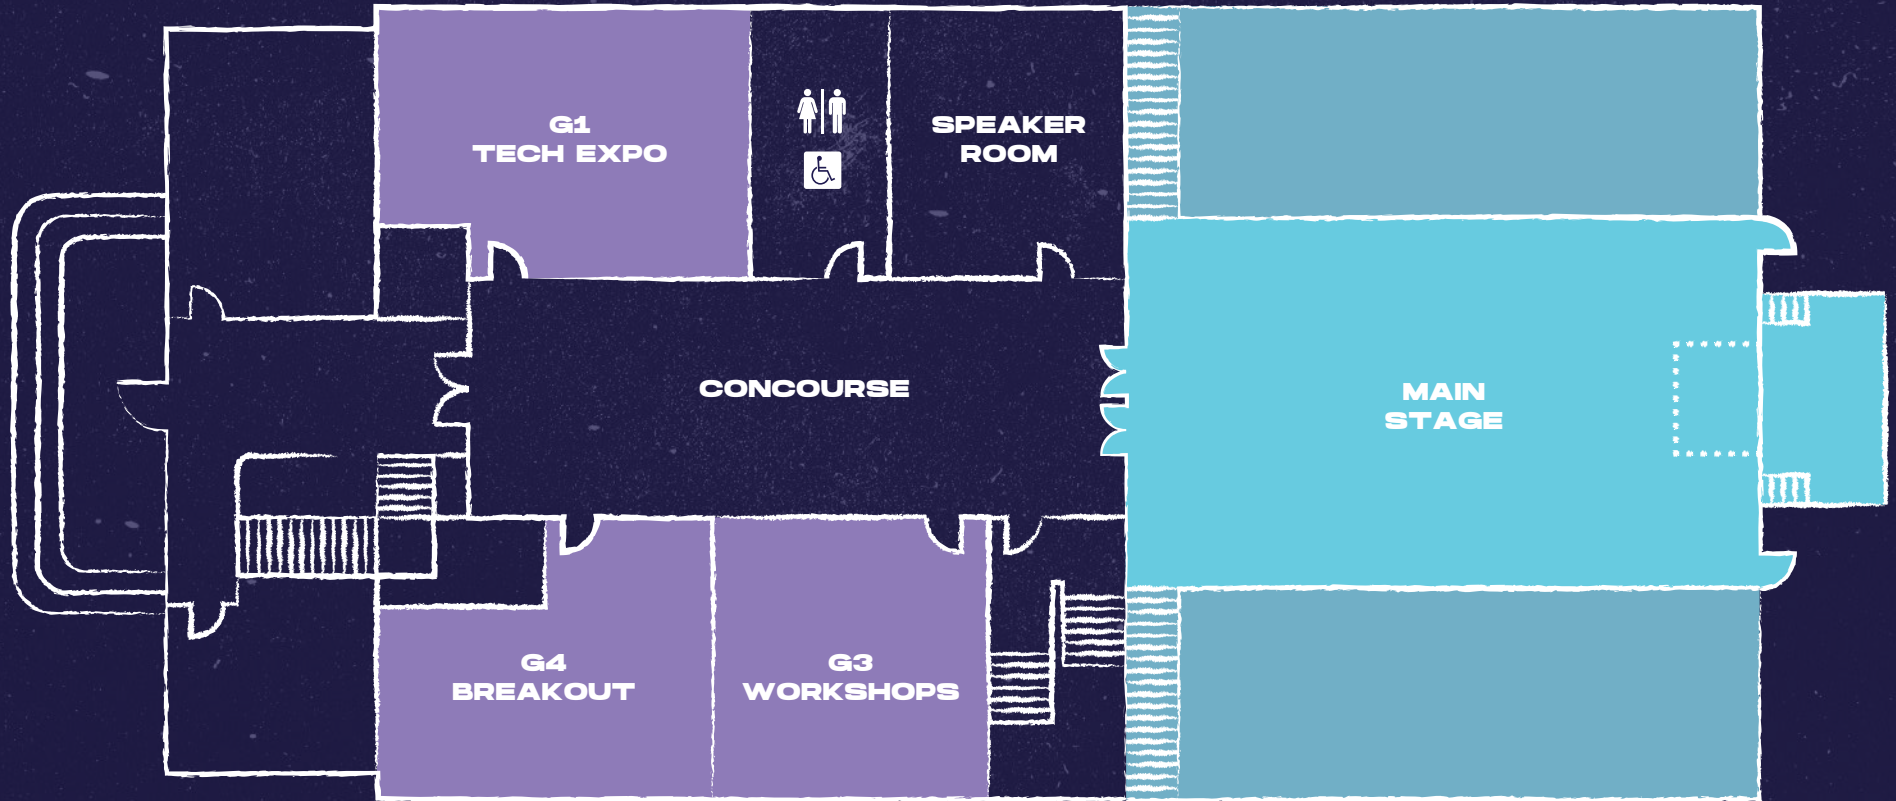 G1
TECH EXPO
SPEAKER
ROOM
CONCOURSE
MAIN
STAGE
G4
BREAKOUT
G3
WORKSHOPS